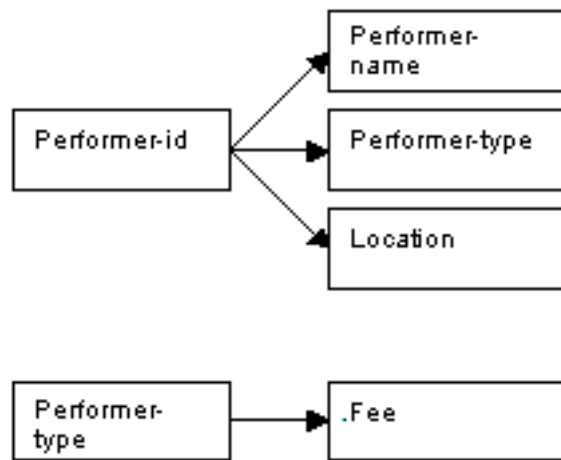 Performer-
name
Performer-id
Performer-type
Location
Performer-
type
.Fee